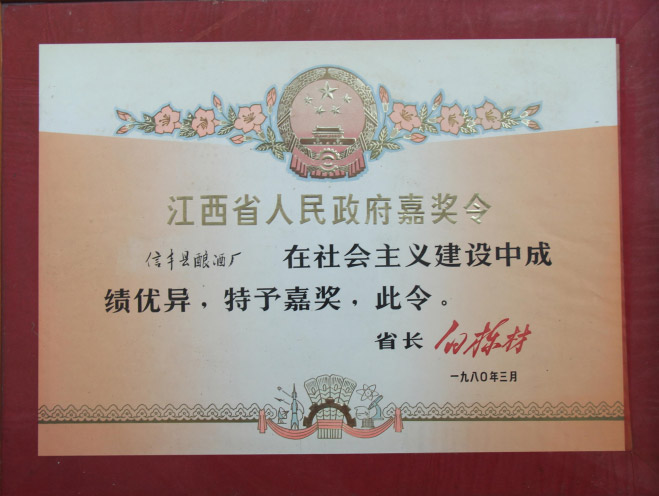 江西省人民政府嘉奖令
信丰县酿酒厂 在社会主义建设中成
绩优异，特予嘉奖，此令。
省长 白栋材
一九八〇年三月